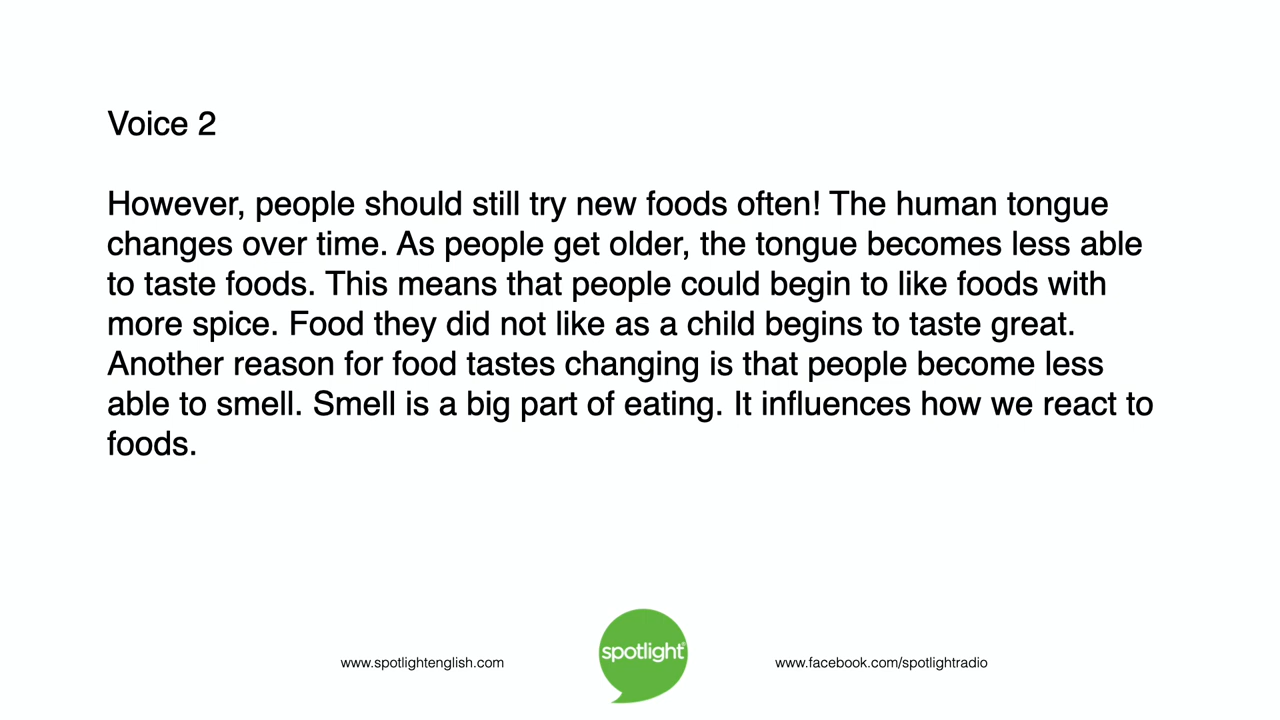 Voice 2
However, people should still try new foods often! The human tongue
changes over time. As people get older, the tongue becomes less able
to taste foods. This means that people could begin to like foods with
more spice. Food they did not like as a child begins to taste great.
Another reason for food tastes changing is that people become less
able to smell. Smell is a big part of eating. It influences how we react to
foods.
www.spotlightenglish.com
spotlight®
www.facebook.com/spotlightradio